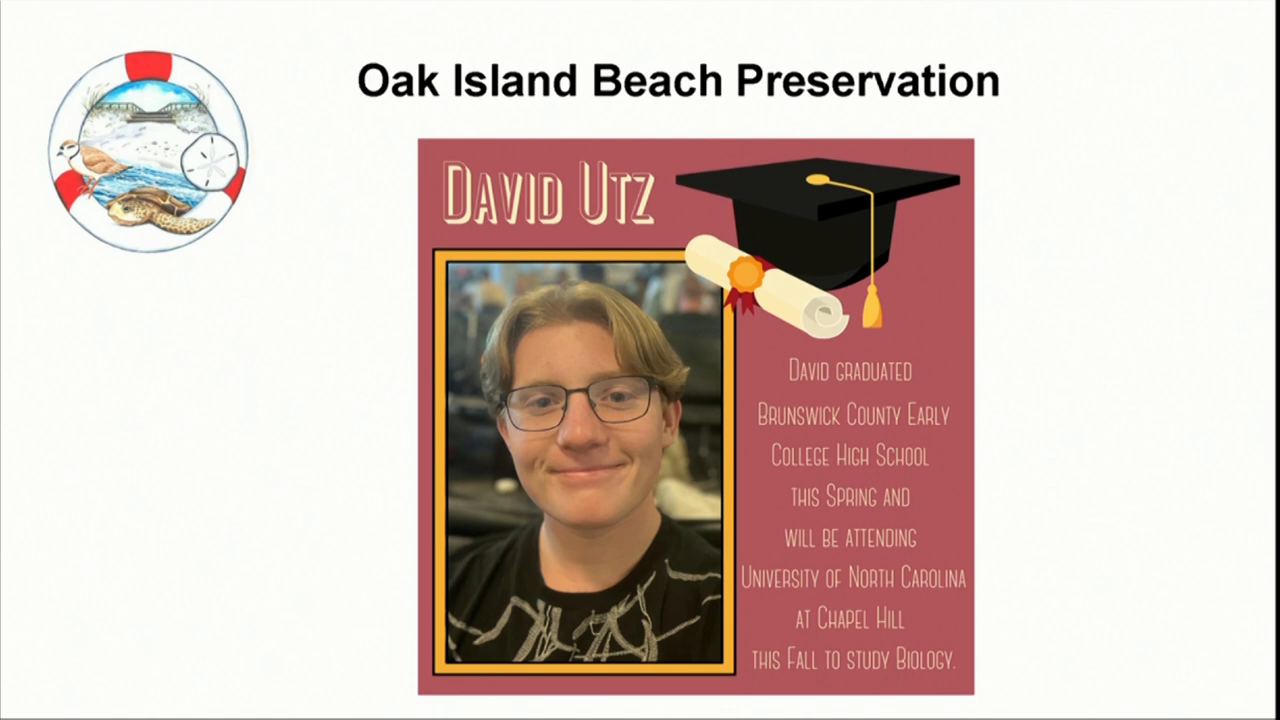 Oak Island Beach Preservation
David Utz
David graduated
Brunswick County Early
College High School
this Spring and
will be attending
University of North Carolina
at Chapel Hill
this Fall to study Biology.